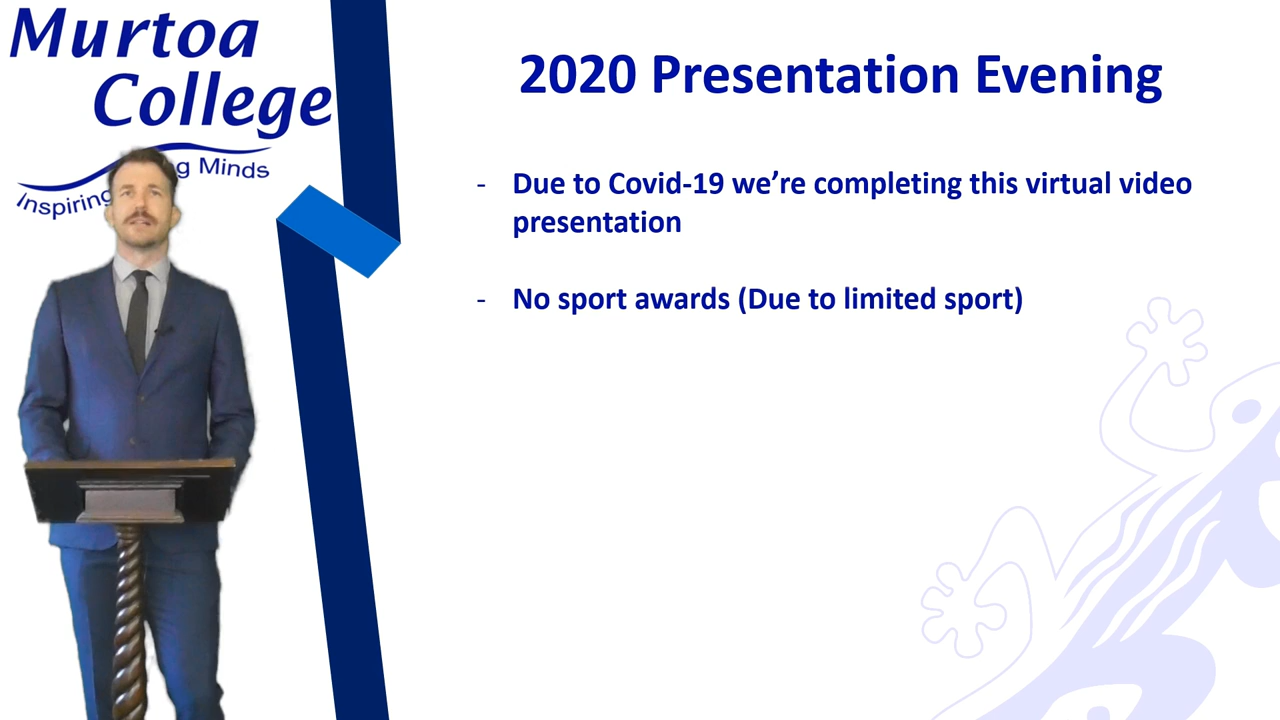 Murtoa
College
Inspiring g Minds
2020 Presentation Evening
- Due to Covid-19 we’re completing this virtual video
presentation
- No sport awards (Due to limited sport)